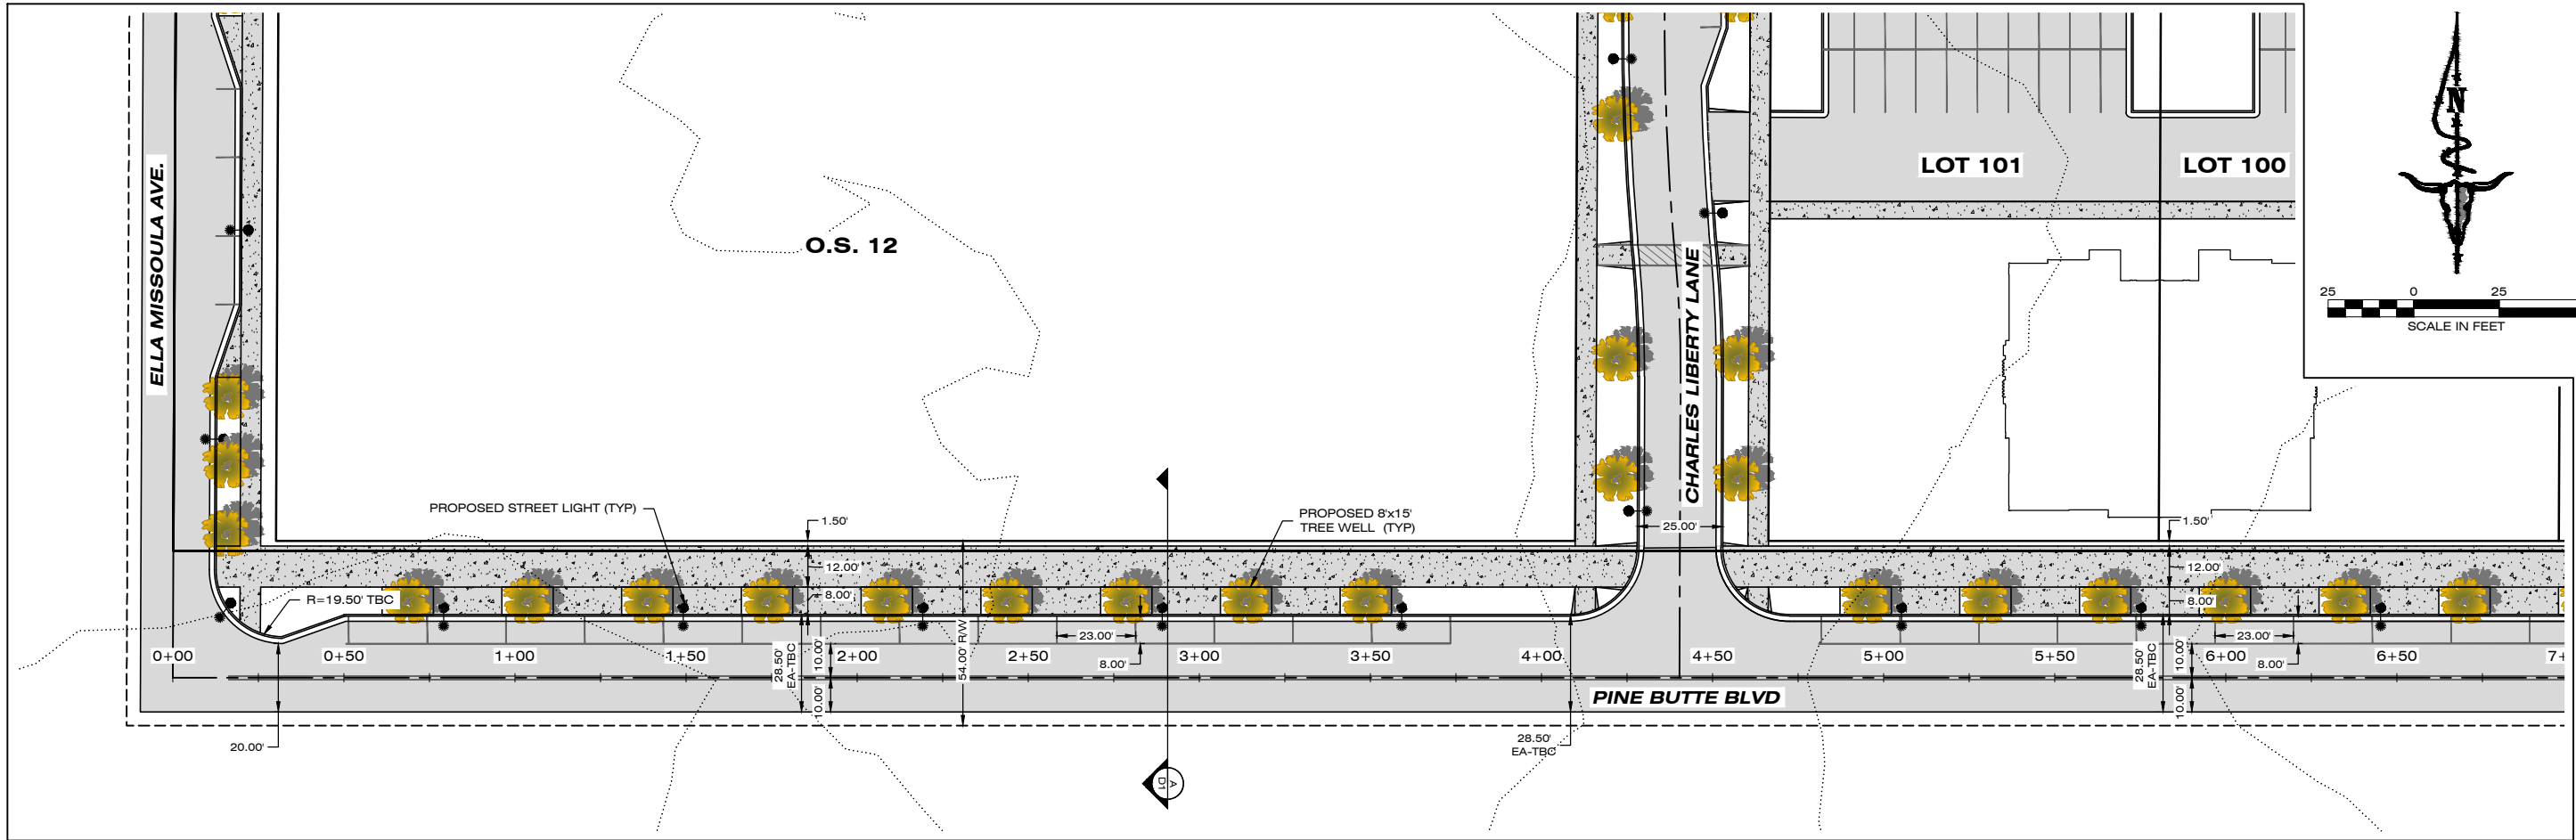 ELLA MISSOULA AVE.
O.S. 12
CHARLES LIBERTY LANE
LOT 101
LOT 100
N
25
0
25
SCALE IN FEET
PROPOSED STREET LIGHT (TYP)
1.50'
PROPOSED 8'x15'
TREE WELL (TYP)
25.00'
1.50'
12.00'
8.00'
12.00'
8.00'
R=19.50' TBC
23.00'
8.00'
23.00'
8.00'
0+00
0+50
1+00
1+50
2+00
2+50
3+00
3+50
4+00
4+50
5+00
5+50
6+00
6+50
7+
28.50'
EA-TBC
10.00'
10.00'
54.00' R/W
28.50'
EA-TBC
10.00'
10.00'
PINE BUTTE BLVD
20.00'
28.50'
EA-TBC
A
D1